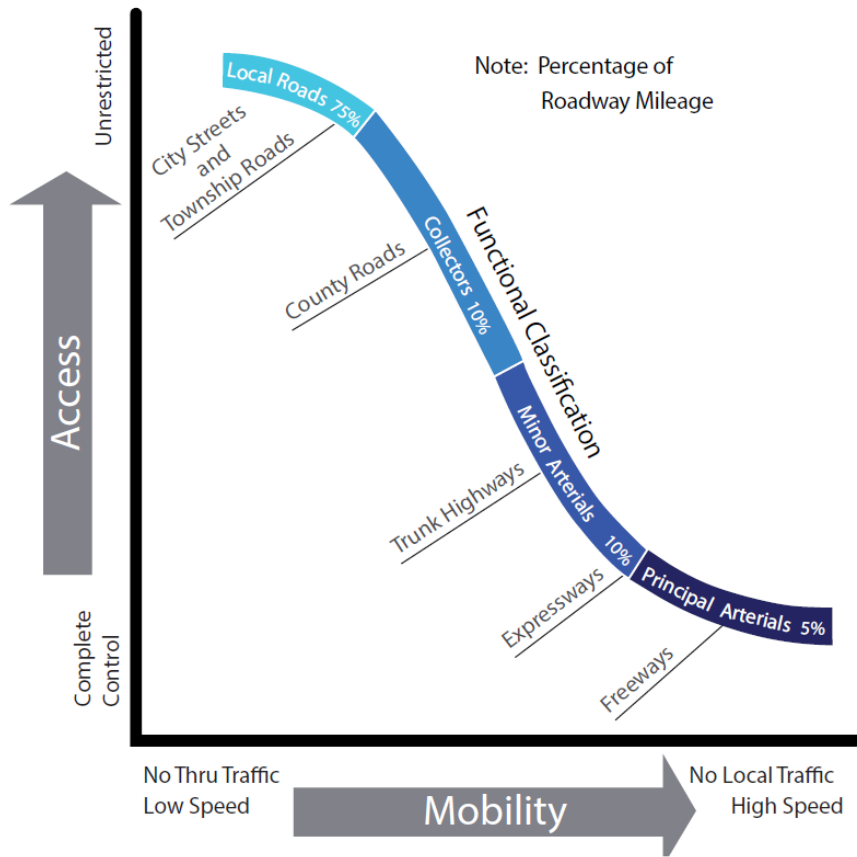 Unrestricted
Note: Percentage of
Roadway Mileage
Local Roads 75%
City Streets
and
Township Roads
Collectors 10%
County Roads
Functional Classification
Access
Minor Arterials 10%
Trunk Highways
Principal Arterials 5%
Expressways
Freeways
Complete
Control
No Thru Traffic
Low Speed
Mobility
No Local Traffic
High Speed